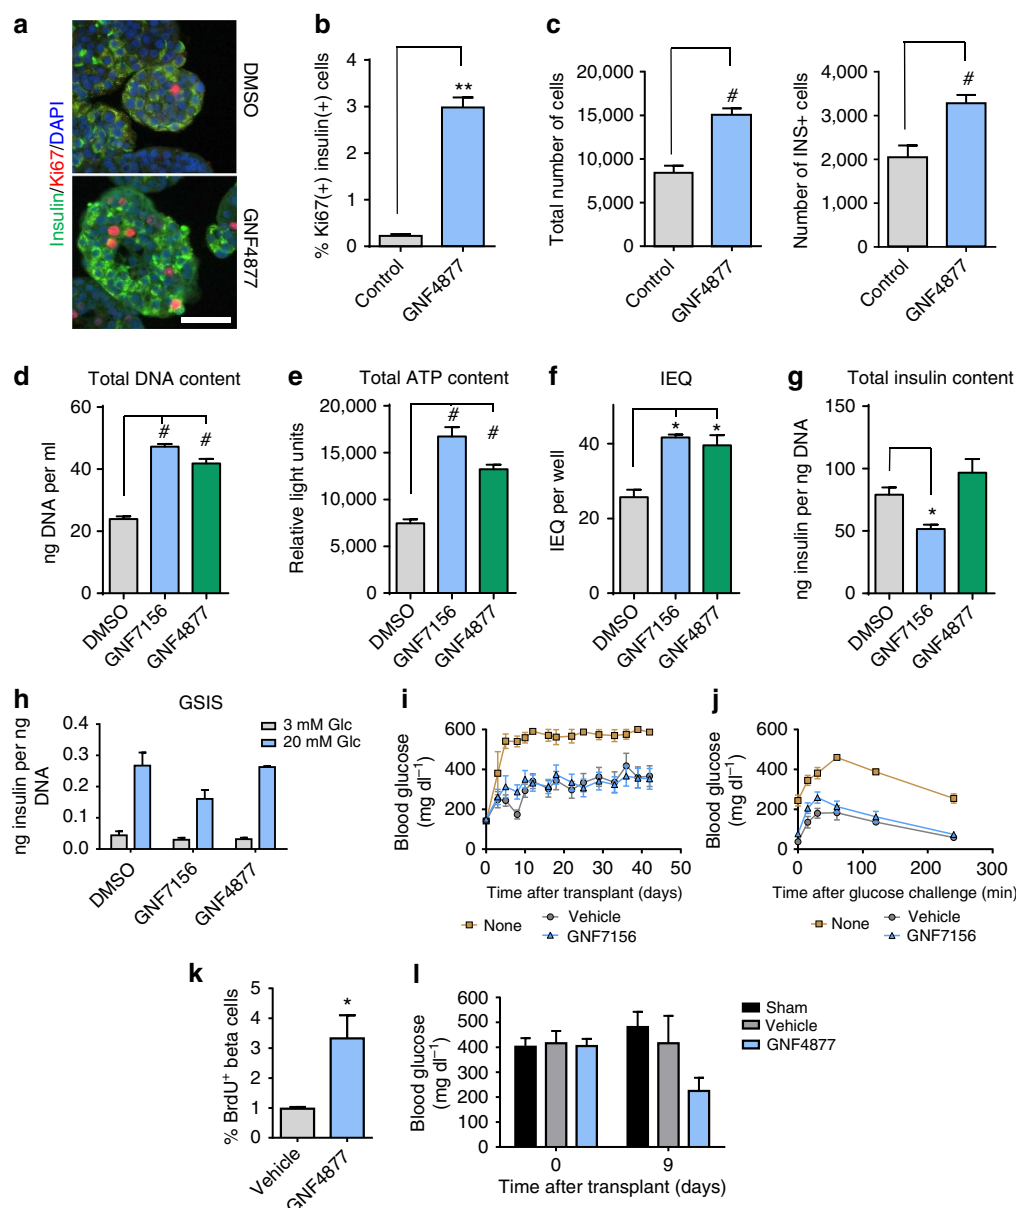 a
Insulin/Ki67/DAPI
DMSO
GNF4877
b
% Ki67(+) insulin(+) cells
4
3
2
1
0
**
Control
GNF4877
c
Total number of cells
20,000
15,000
10,000
5,000
0
#
Control
GNF4877
Number of INS+ cells
5,000
4,000
3,000
2,000
1,000
0
#
Control
GNF4877
d
Total DNA content
ng DNA per ml
60
40
20
0
#
#
DMSO
GNF7156
GNF4877
e
Total ATP content
Relative light units
20,000
15,000
10,000
5,000
0
#
#
DMSO
GNF7156
GNF4877
f
IEQ
IEQ per well
40
20
0
*
*
DMSO
GNF7156
GNF4877
g
Total insulin content
ng insulin per ng DNA
150
100
50
0
*
DMSO
GNF7156
GNF4877
h
GSIS
ng insulin per ng
DNA
0.4
0.3
0.2
0.1
0.0
3 mM Glc
20 mM Glc
DMSO
GNF7156
GNF4877
i
Blood glucose
(mg dl⁻¹)
600
400
200
0
0
10
20
30
40
50
Time after transplant (days)
None
Vehicle
GNF7156
j
Blood glucose
(mg dl⁻¹)
600
400
200
0
0
100
200
300
Time after glucose challenge (min)
None
Vehicle
GNF7156
k
% BrdU⁺ beta cells
5
4
3
2
1
0
*
Vehicle
GNF4877
l
Blood glucose
(mg dl⁻¹)
600
500
400
300
200
100
0
0
9
Time after transplant (days)
Sham
Vehicle
GNF4877